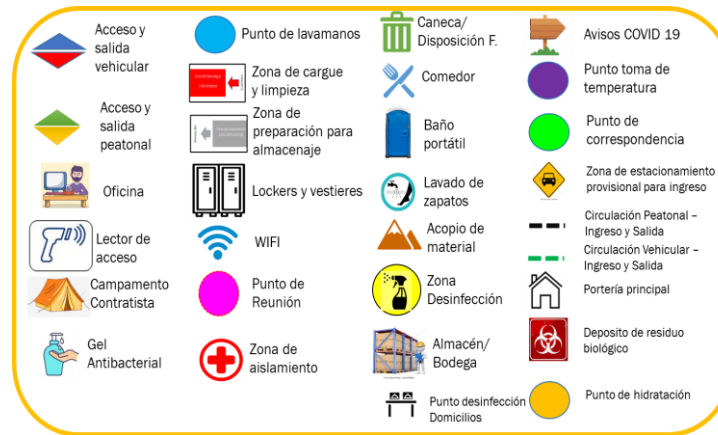 Acceso y
salida
vehicular
Acceso y
salida
peatonal
Oficina
Lector de
acceso
Campamento
Contratista
Gel
Antibacterial
Punto de lavamanos
Zona de cargue
y limpieza
Zona de
preparación para
almacenaje
Lockers y vestieres
WIFI
Punto de
Reunión
Zona de
aislamiento
Caneca/
Disposición F.
Comedor
Baño
portátil
Lavado de
zapatos
Acopio de
material
Zona
Desinfección
Almacén/
Bodega
Punto desinfección
Domicilios
Avisos COVID 19
Punto toma de
temperatura
Punto de
correspondencia
Zona de estacionamiento
provisional para ingreso
Circulación Peatonal –
Ingreso y Salida
Circulación Vehicular –
Ingreso y Salida
Portería principal
Deposito de residuo
biológico
Punto de hidratación